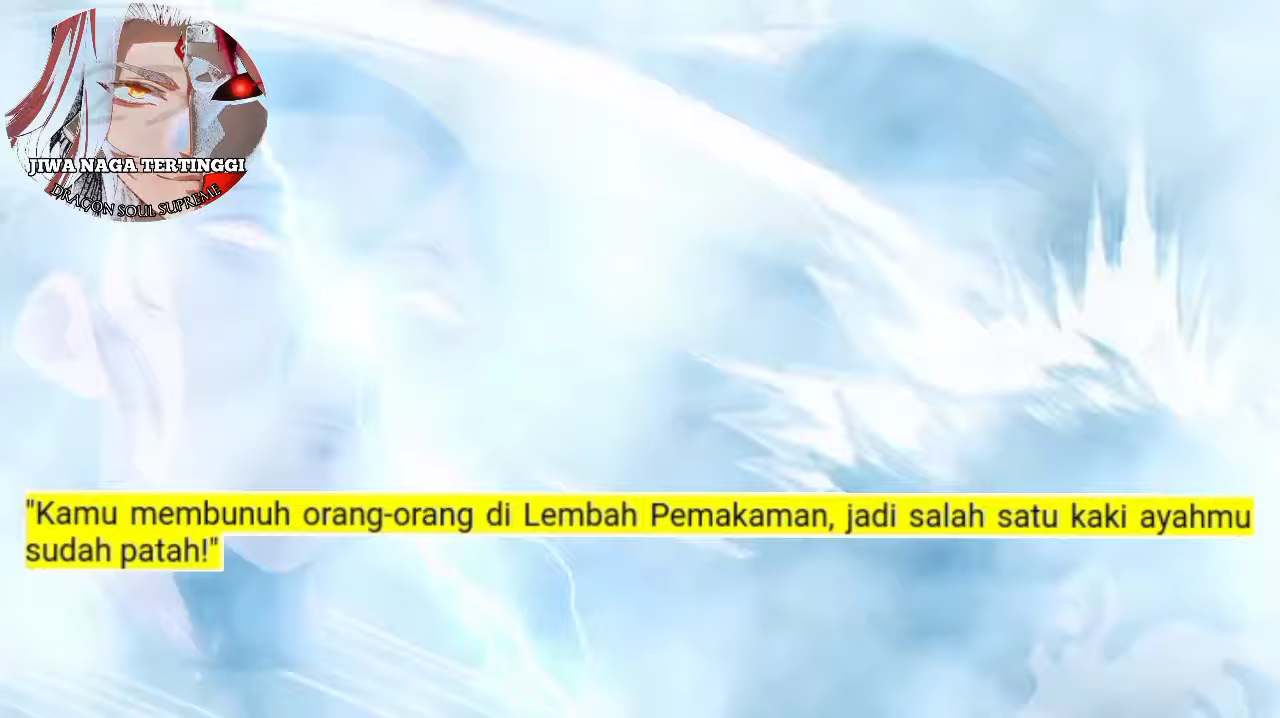 JIWA NAGA TERTINGGI
DRAGON SOUL SUPREME
"Kamu membunuh orang-orang di Lembah Pemakaman, jadi salah satu kaki ayahmu
sudah patah!"